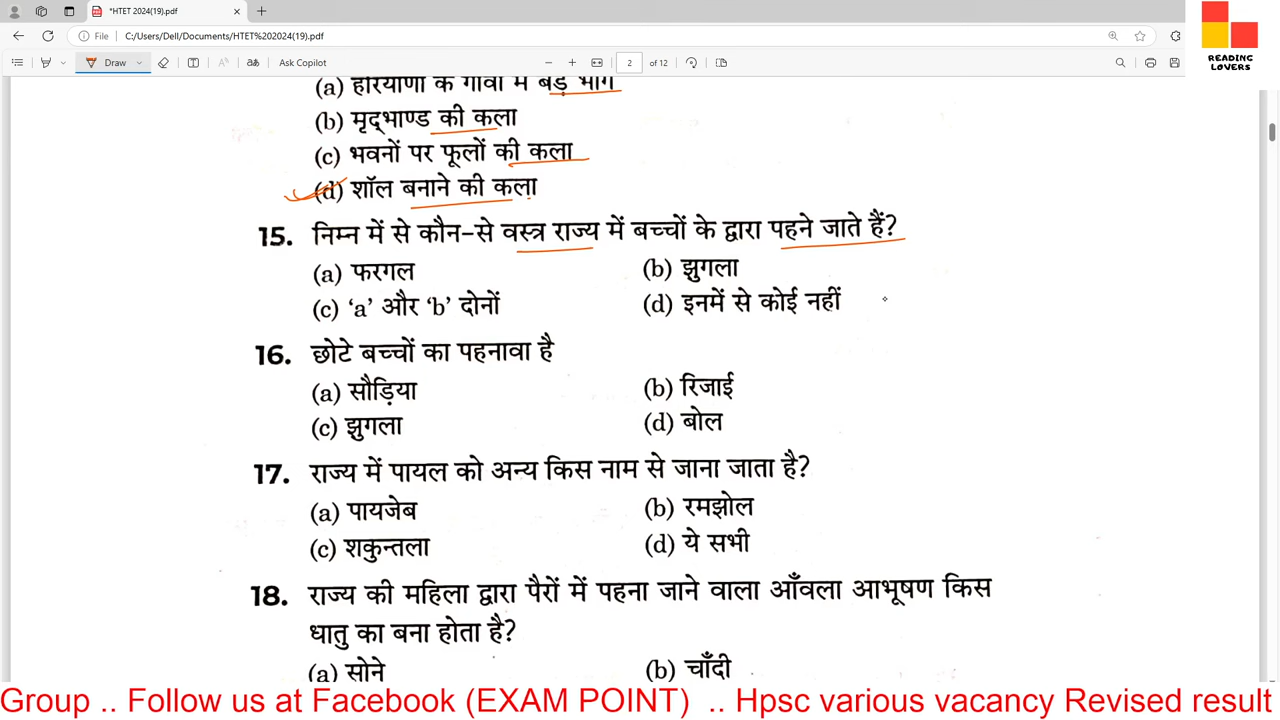 *HTET 2024(19).pdf
File C:/Users/Dell/Documents/HTET%202024(19).pdf
Draw Ask Copilot 2 of 12
READING
LOVERS
(a) हरियाणा के गाँवों में बड़े भाग
(b) मृद्भाण्ड की कला
(c) भवनों पर फूलों की कला
(d) शॉल बनाने की कला
15. निम्न में से कौन-से वस्त्र राज्य में बच्चों के द्वारा पहने जाते हैं?
(a) फरगल (b) झुगला
(c) 'a' और 'b' दोनों (d) इनमें से कोई नहीं
16. छोटे बच्चों का पहनावा है
(a) सौड़िया (b) रिजाई
(c) झुगला (d) बोल
17. राज्य में पायल को अन्य किस नाम से जाना जाता है?
(a) पायजेब (b) रमझोल
(c) शकुन्तला (d) ये सभी
18. राज्य की महिला द्वारा पैरों में पहना जाने वाला आँवला आभूषण किस
धातु का बना होता है?
(a) सोने (b) चाँदी
Group .. Follow us at Facebook (EXAM POINT) .. Hpsc various vacancy Revised result